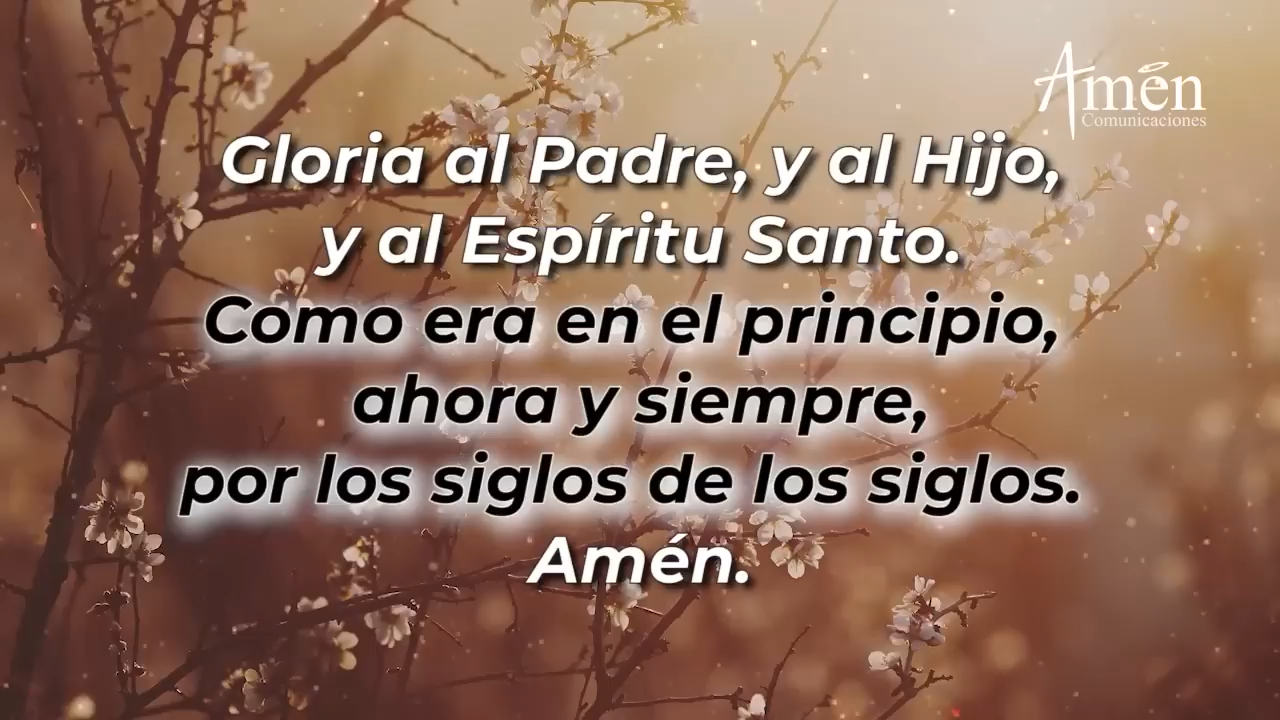 Amén
Comunicaciones
Gloria al Padre, y al Hijo,
y al Espíritu Santo.
Como era en el principio,
ahora y siempre,
por los siglos de los siglos.
Amén.